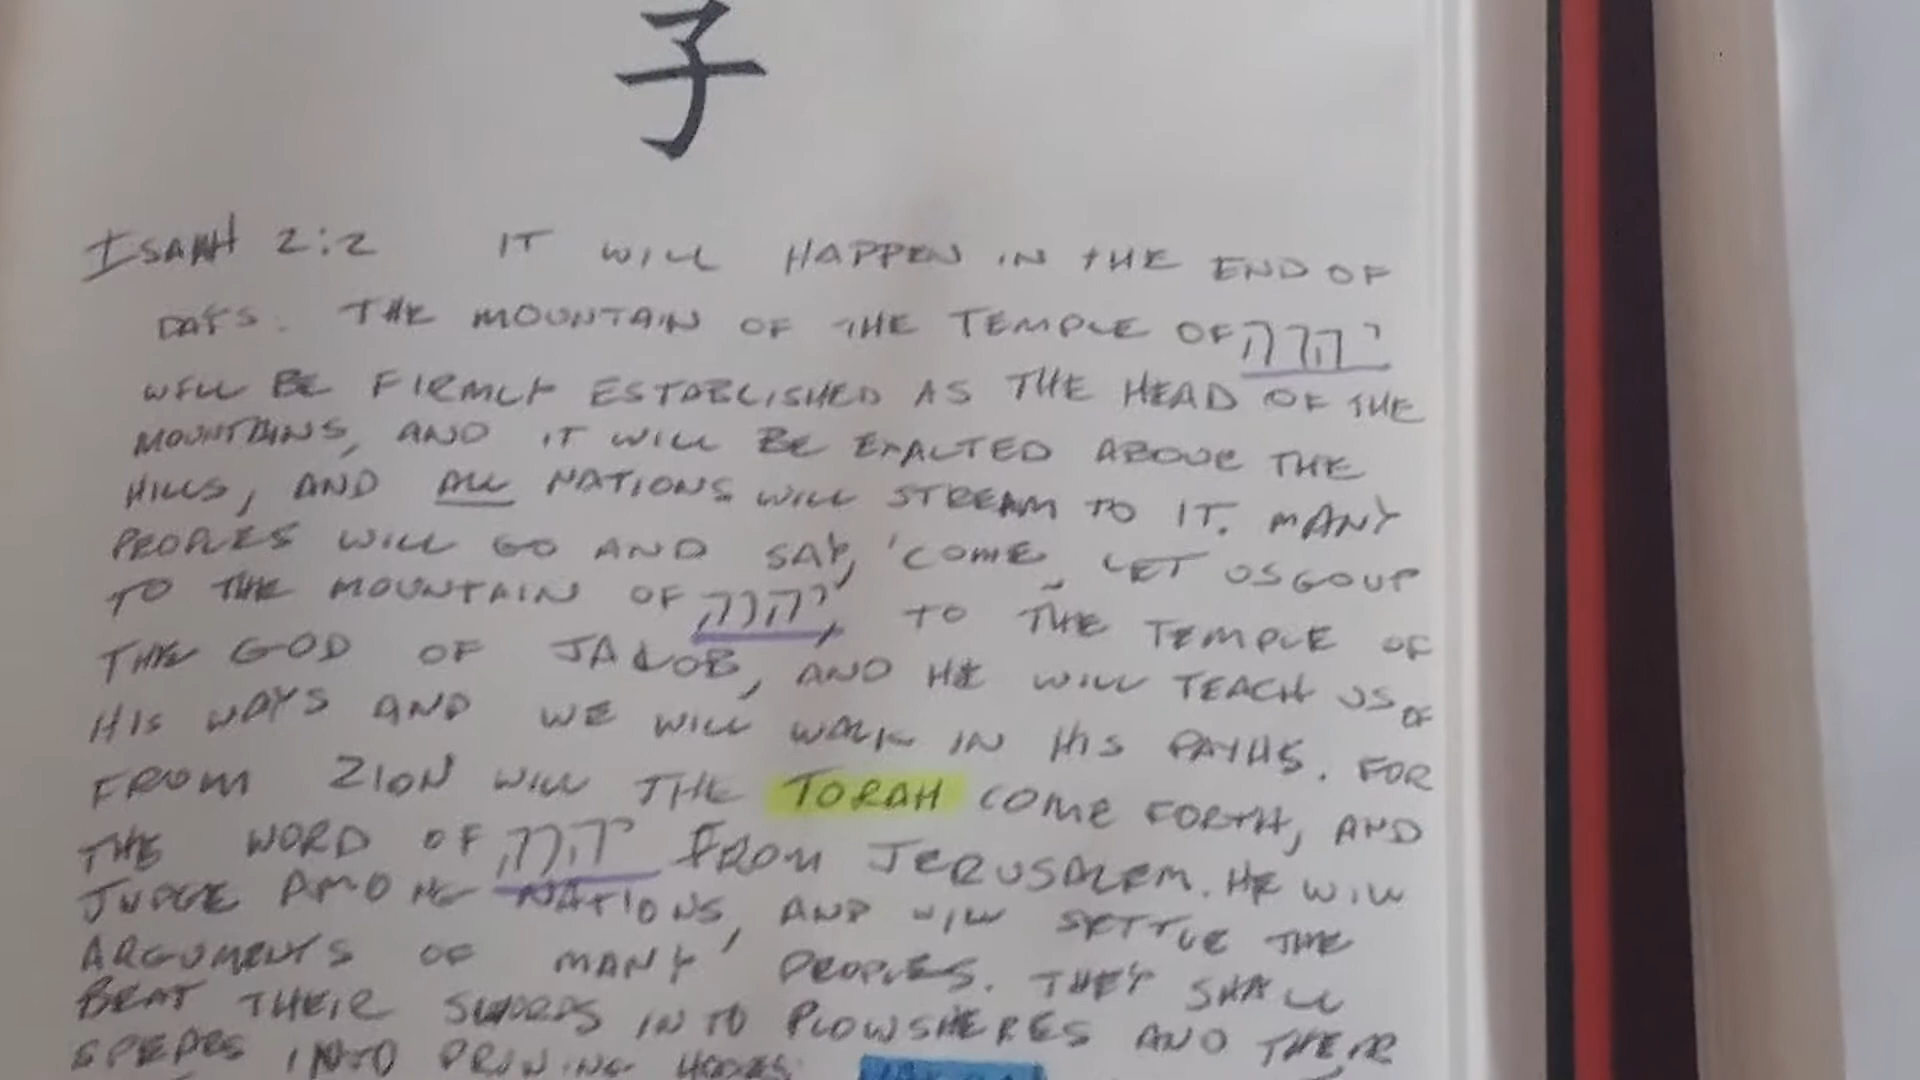 子
ISAAH 2:2 IT WILL HAPPEN IN THE END OF
DAYS. THE MOUNTAIN OF THE TEMPLE OF יהוה
WILL BE FIRMLY ESTABLISHED AS THE HEAD OF THE
MOUNTAINS, AND IT WILL BE EXALTED ABOVE THE
HILLS, AND ALL NATIONS WILL STREAM TO IT. MANY
PEOPLES WILL GO AND SAY, 'COME, LET US GO UP
TO THE MOUNTAIN OF יהוה, TO THE TEMPLE OF
THE GOD OF JACOB, AND HE WILL TEACH US OF
HIS WAYS AND WE WILL WALK IN HIS PATHS. FOR
FROM ZION WILL THE TORAH COME FORTH, AND
THE WORD OF יהוה FROM JERUSALEM. HE WILL
JUDGE AMONG NATIONS, AND WILL SETTLE THE
ARGUMENTS OF MANY PEOPLES. THEY SHALL
BEAT THEIR SWORDS INTO PLOWSHERES AND THEIR
SPEARS INTO PRUNING HOOKS